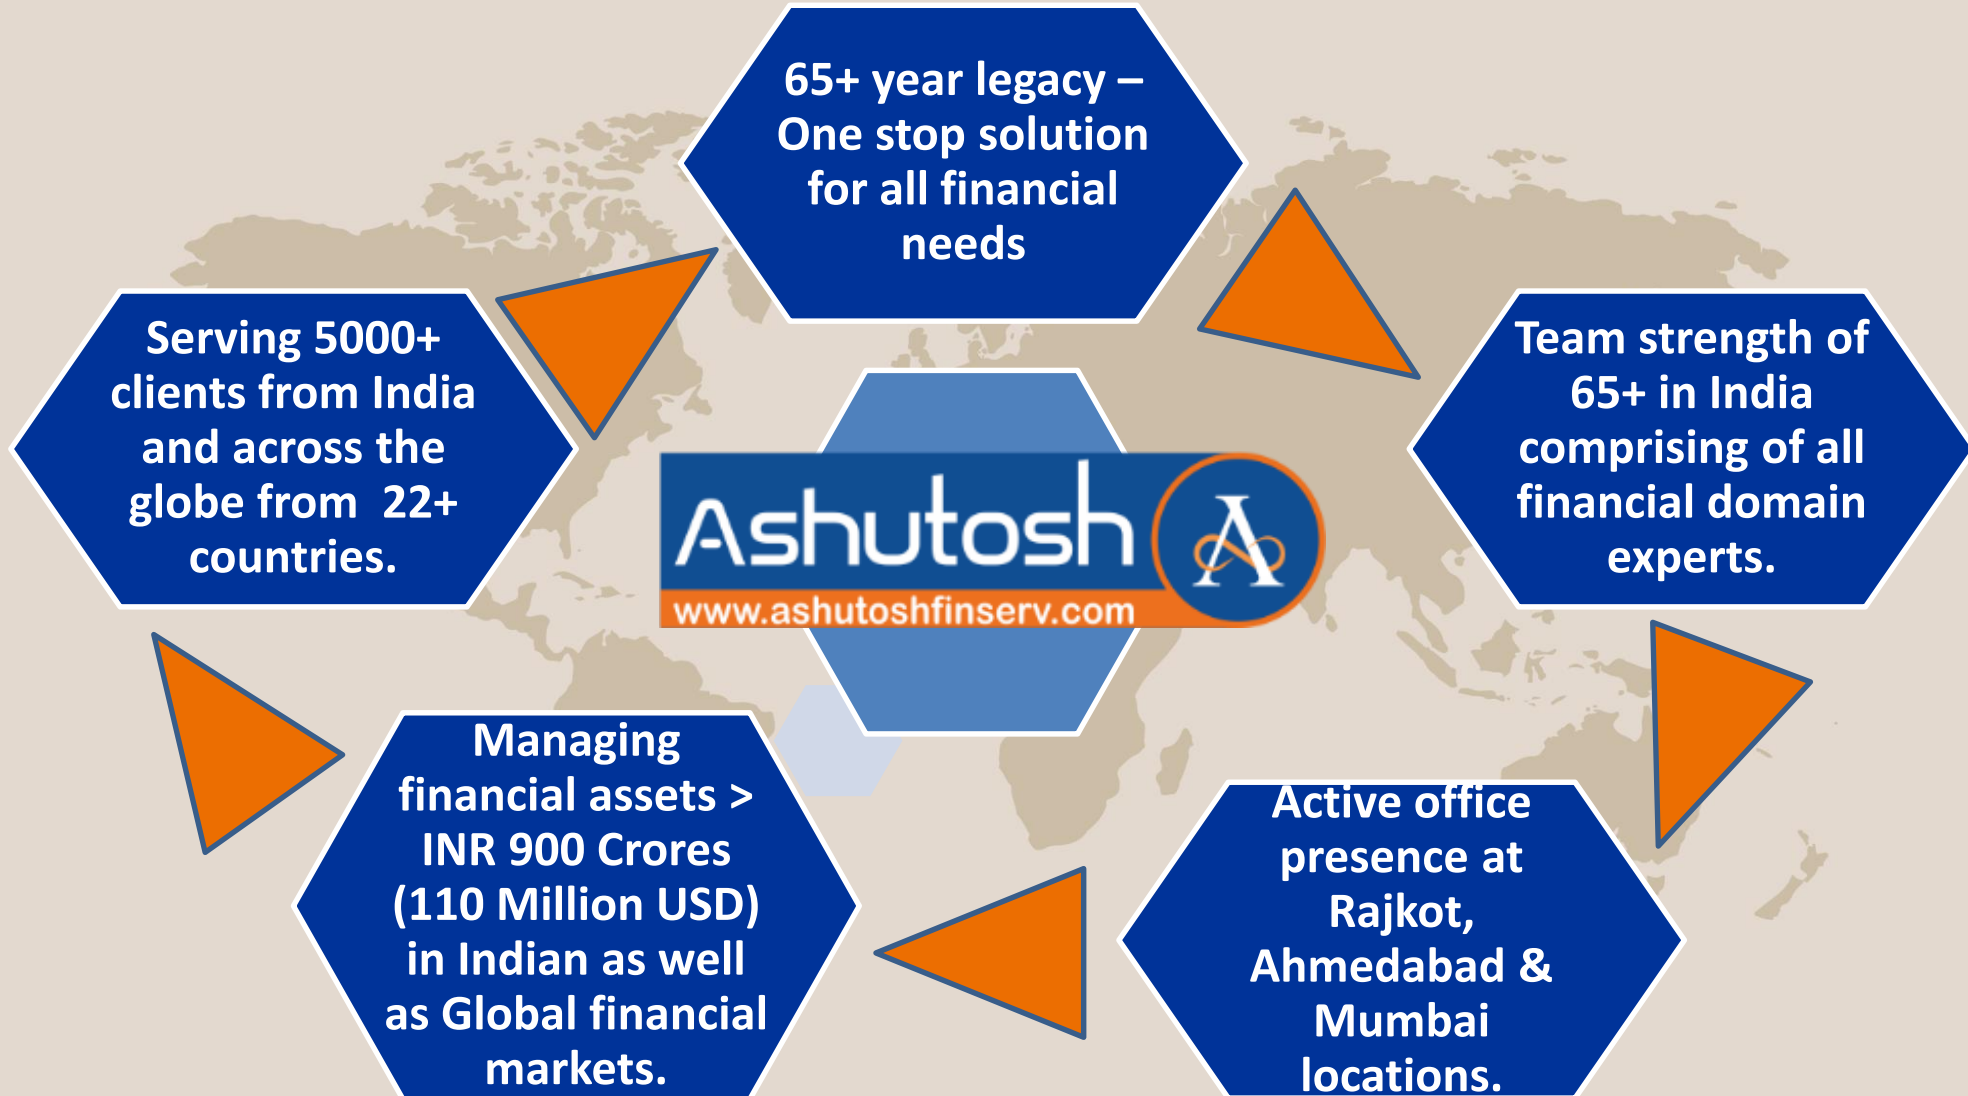 65+ year legacy –
One stop solution
for all financial
needs
Team strength of
65+ in India
comprising of all
financial domain
experts.
Active office
presence at
Rajkot,
Ahmedabad &
Mumbai
locations.
Managing
financial assets >
INR 900 Crores
(110 Million USD)
in Indian as well
as Global financial
markets.
Serving 5000+
clients from India
and across the
globe from  22+
countries.
Ashutosh
www.ashutoshfinserv.com